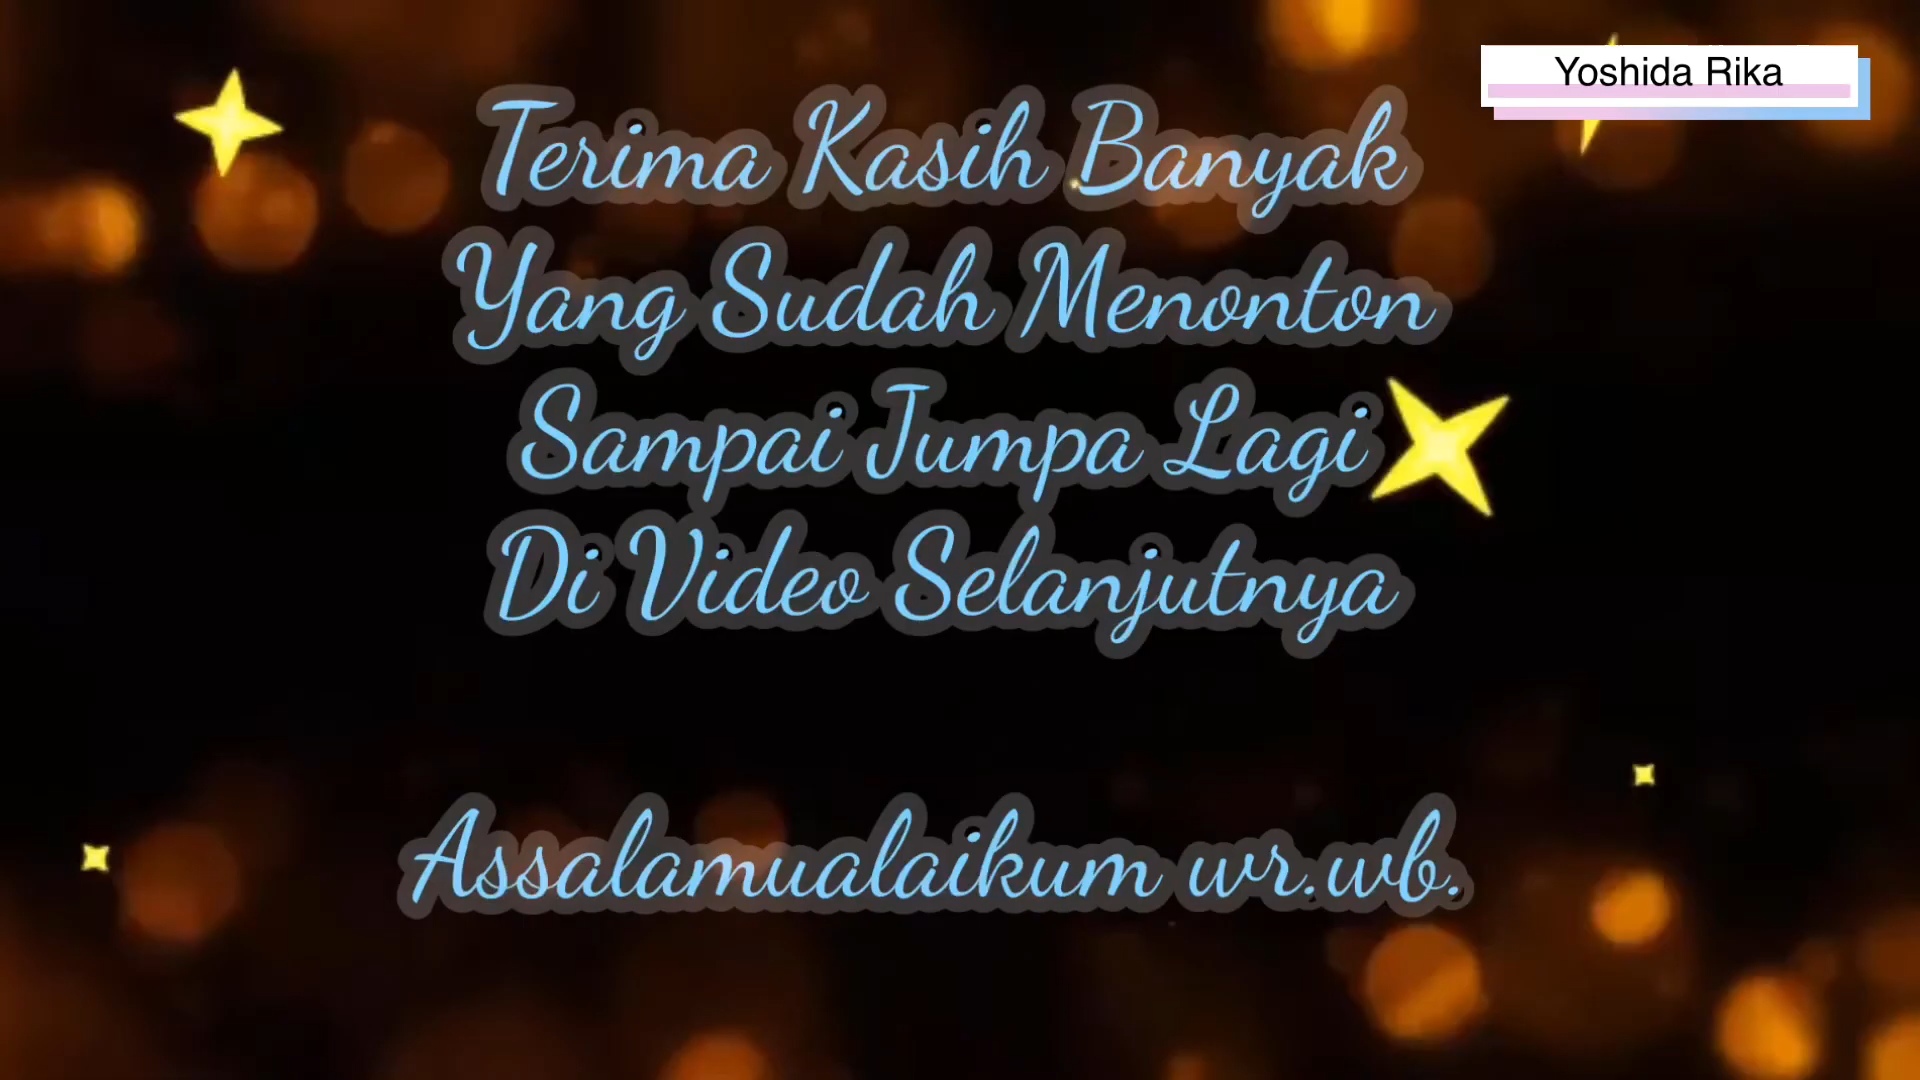 Yoshida Rika
Terima Kasih Banyak
Yang Sudah Menonton
Sampai Jumpa Lagi
Di Video Selanjutnya
Assalamualaikum wr.wb.